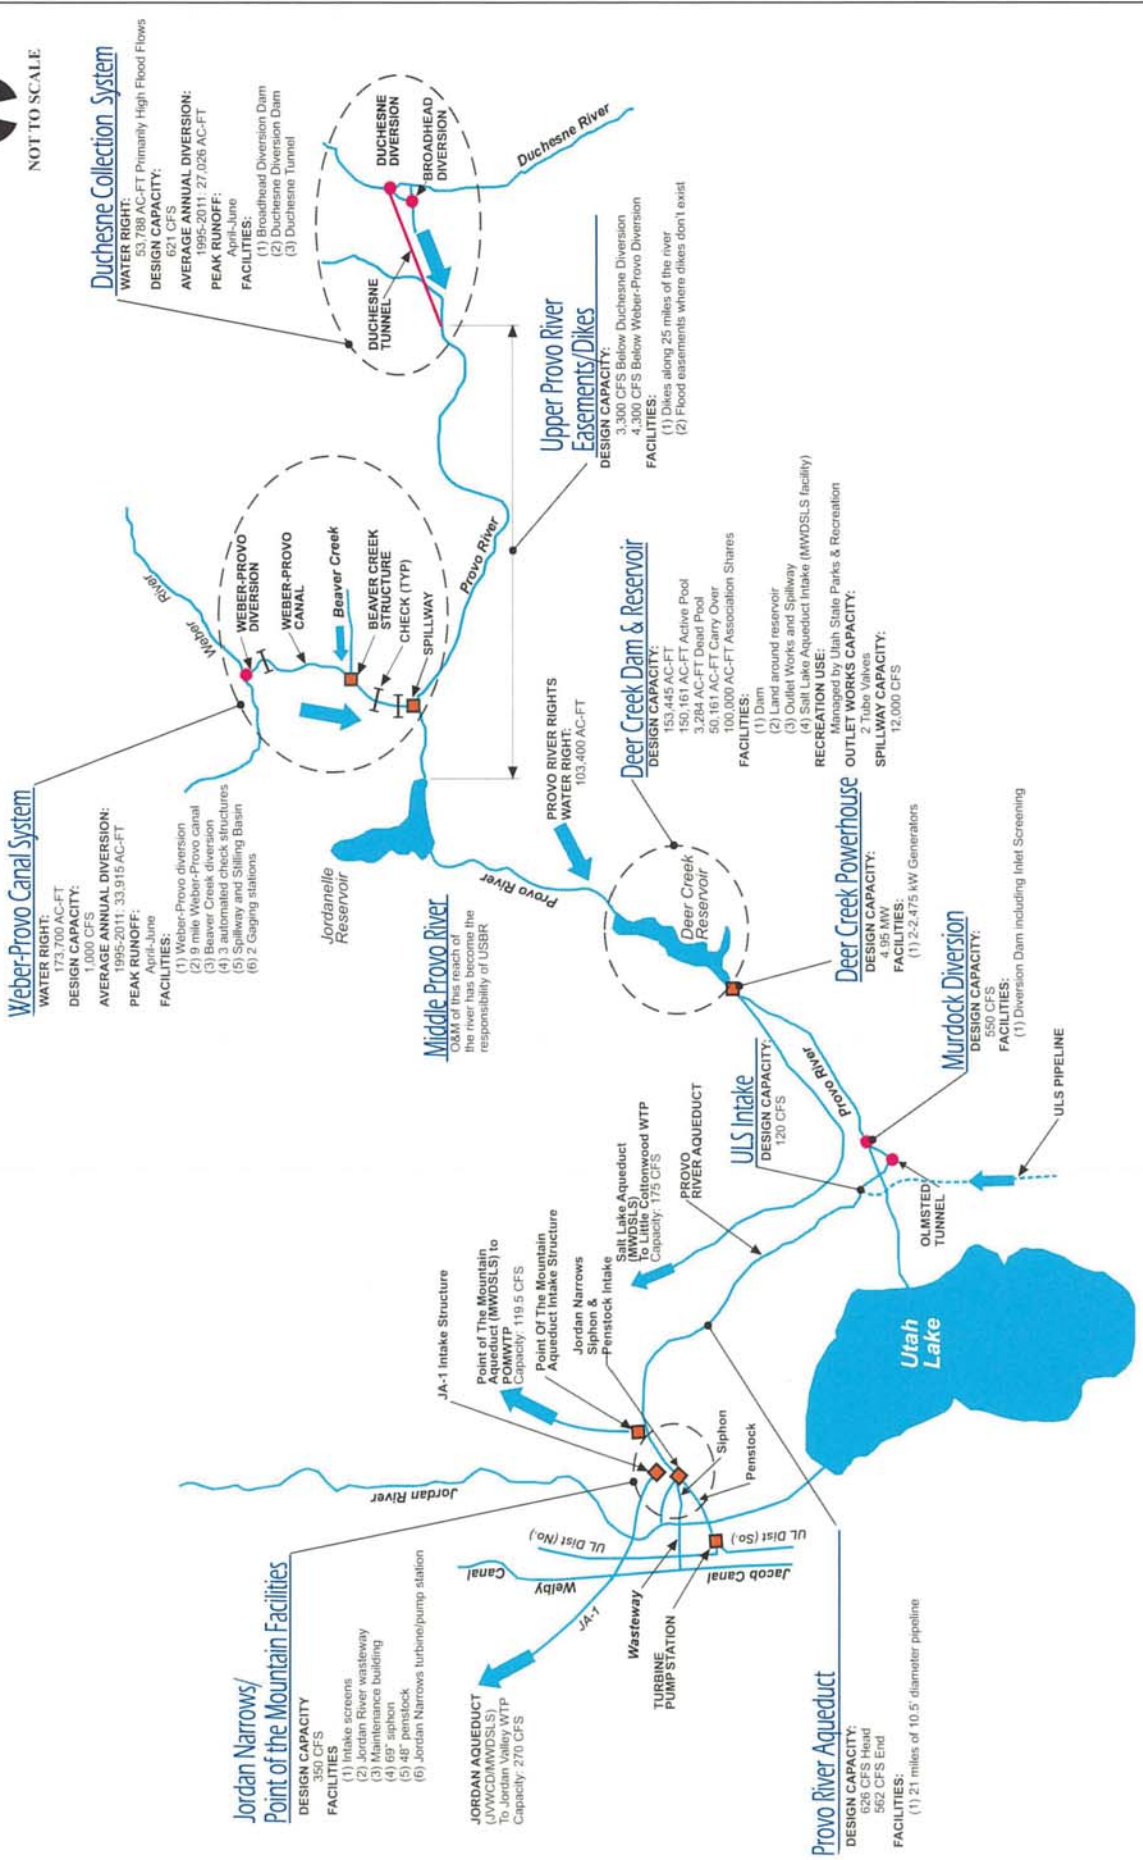 NOT TO SCALE
Duchesne Collection System
WATER RIGHT:
53,788 AC-FT Primarily High Flood Flows
DESIGN CAPACITY:
621 CFS
AVERAGE ANNUAL DIVERSION:
1995-2011: 27,026 AC-FT
PEAK RUNOFF:
April-June
FACILITIES:
(1) Broadhead Diversion Dam
(2) Duchesne Diversion Dam
(3) Duchesne Tunnel
DUCHESNE
TUNNEL
DUCHESNE
DIVERSION
BROADHEAD
DIVERSION
Duchesne River
Upper Provo River
Easements/Dikes
DESIGN CAPACITY:
3,300 CFS Below Duchesne Diversion
4,300 CFS Below Weber-Provo Diversion
FACILITIES:
(1) Dikes along 25 miles of the river
(2) Flood easements where dikes don't exist
Weber-Provo Canal System
WATER RIGHT:
173,700 AC-FT
DESIGN CAPACITY:
1,000 CFS
AVERAGE ANNUAL DIVERSION:
1995-2011: 33,915 AC-FT
PEAK RUNOFF:
April-June
FACILITIES:
(1) Weber-Provo diversion
(2) 9 mile Weber-Provo canal
(3) Beaver Creek diversion
(4) 3 automated check structures
(5) Spillway and Stilling Basin
(6) 2 Gaging stations
Weber River
WEBER-PROVO
DIVERSION
WEBER-PROVO
CANAL
Beaver Creek
BEAVER CREEK
STRUCTURE
CHECK (TYP)
SPILLWAY
Provo River
Jordanelle
Reservoir
Middle Provo River
O&M of this reach of
the river has become the
responsibility of USBR
Provo River
PROVO RIVER RIGHTS
WATER RIGHT:
103,400 AC-FT
Deer Creek
Reservoir
Deer Creek Dam & Reservoir
DESIGN CAPACITY:
153,445 AC-FT
150,161 AC-FT Active Pool
3,284 AC-FT Dead Pool
50,161 AC-FT Carry Over
100,000 AC-FT Association Shares
FACILITIES:
(1) Dam
(2) Land around reservoir
(3) Outlet Works and Spillway
(4) Salt Lake Aqueduct Intake (MWDSLS facility)
RECREATION USE:
Managed by Utah State Parks & Recreation
OUTLET WORKS CAPACITY:
2 Tube Valves
SPILLWAY CAPACITY:
12,000 CFS
Deer Creek Powerhouse
DESIGN CAPACITY:
4.95 MW
FACILITIES:
(1) 2-2,475 kW Generators
Murdock Diversion
DESIGN CAPACITY:
550 CFS
FACILITIES:
(1) Diversion Dam including Inlet Screening
ULS Intake
DESIGN CAPACITY:
120 CFS
Provo River
ULS PIPELINE
OLMSTED
TUNNEL
PROVO
RIVER AQUEDUCT
Salt Lake Aqueduct
(MWDSLS)
To Little Cottonwood WTP
Capacity: 175 CFS
JA-1 Intake Structure
Point of The Mountain
Aqueduct (MWDSLS) to
POMWTP
Capacity: 119.5 CFS
Point Of The Mountain
Aqueduct Intake Structure
Jordan Narrows
Siphon &
Penstock Intake
Siphon
Penstock
Utah
Lake
Jordan River
UL Dist (No.)
UL Dist (So.)
Welby
Canal
Jacob Canal
JA-1
Wasteway
TURBINE
PUMP STATION
Jordan Narrows/
Point of the Mountain Facilities
DESIGN CAPACITY
350 CFS
FACILITIES
(1) Intake screens
(2) Jordan River wasteway
(3) Maintenance building
(4) 69" siphon
(5) 48" penstock
(6) Jordan Narrows turbine/pump station
JORDAN AQUEDUCT
(JVWCD/MWDSLS)
To Jordan Valley WTP
Capacity: 270 CFS
Provo River Aqueduct
DESIGN CAPACITY:
626 CFS Head
562 CFS End
FACILITIES:
(1) 21 miles of 10.5' diameter pipeline